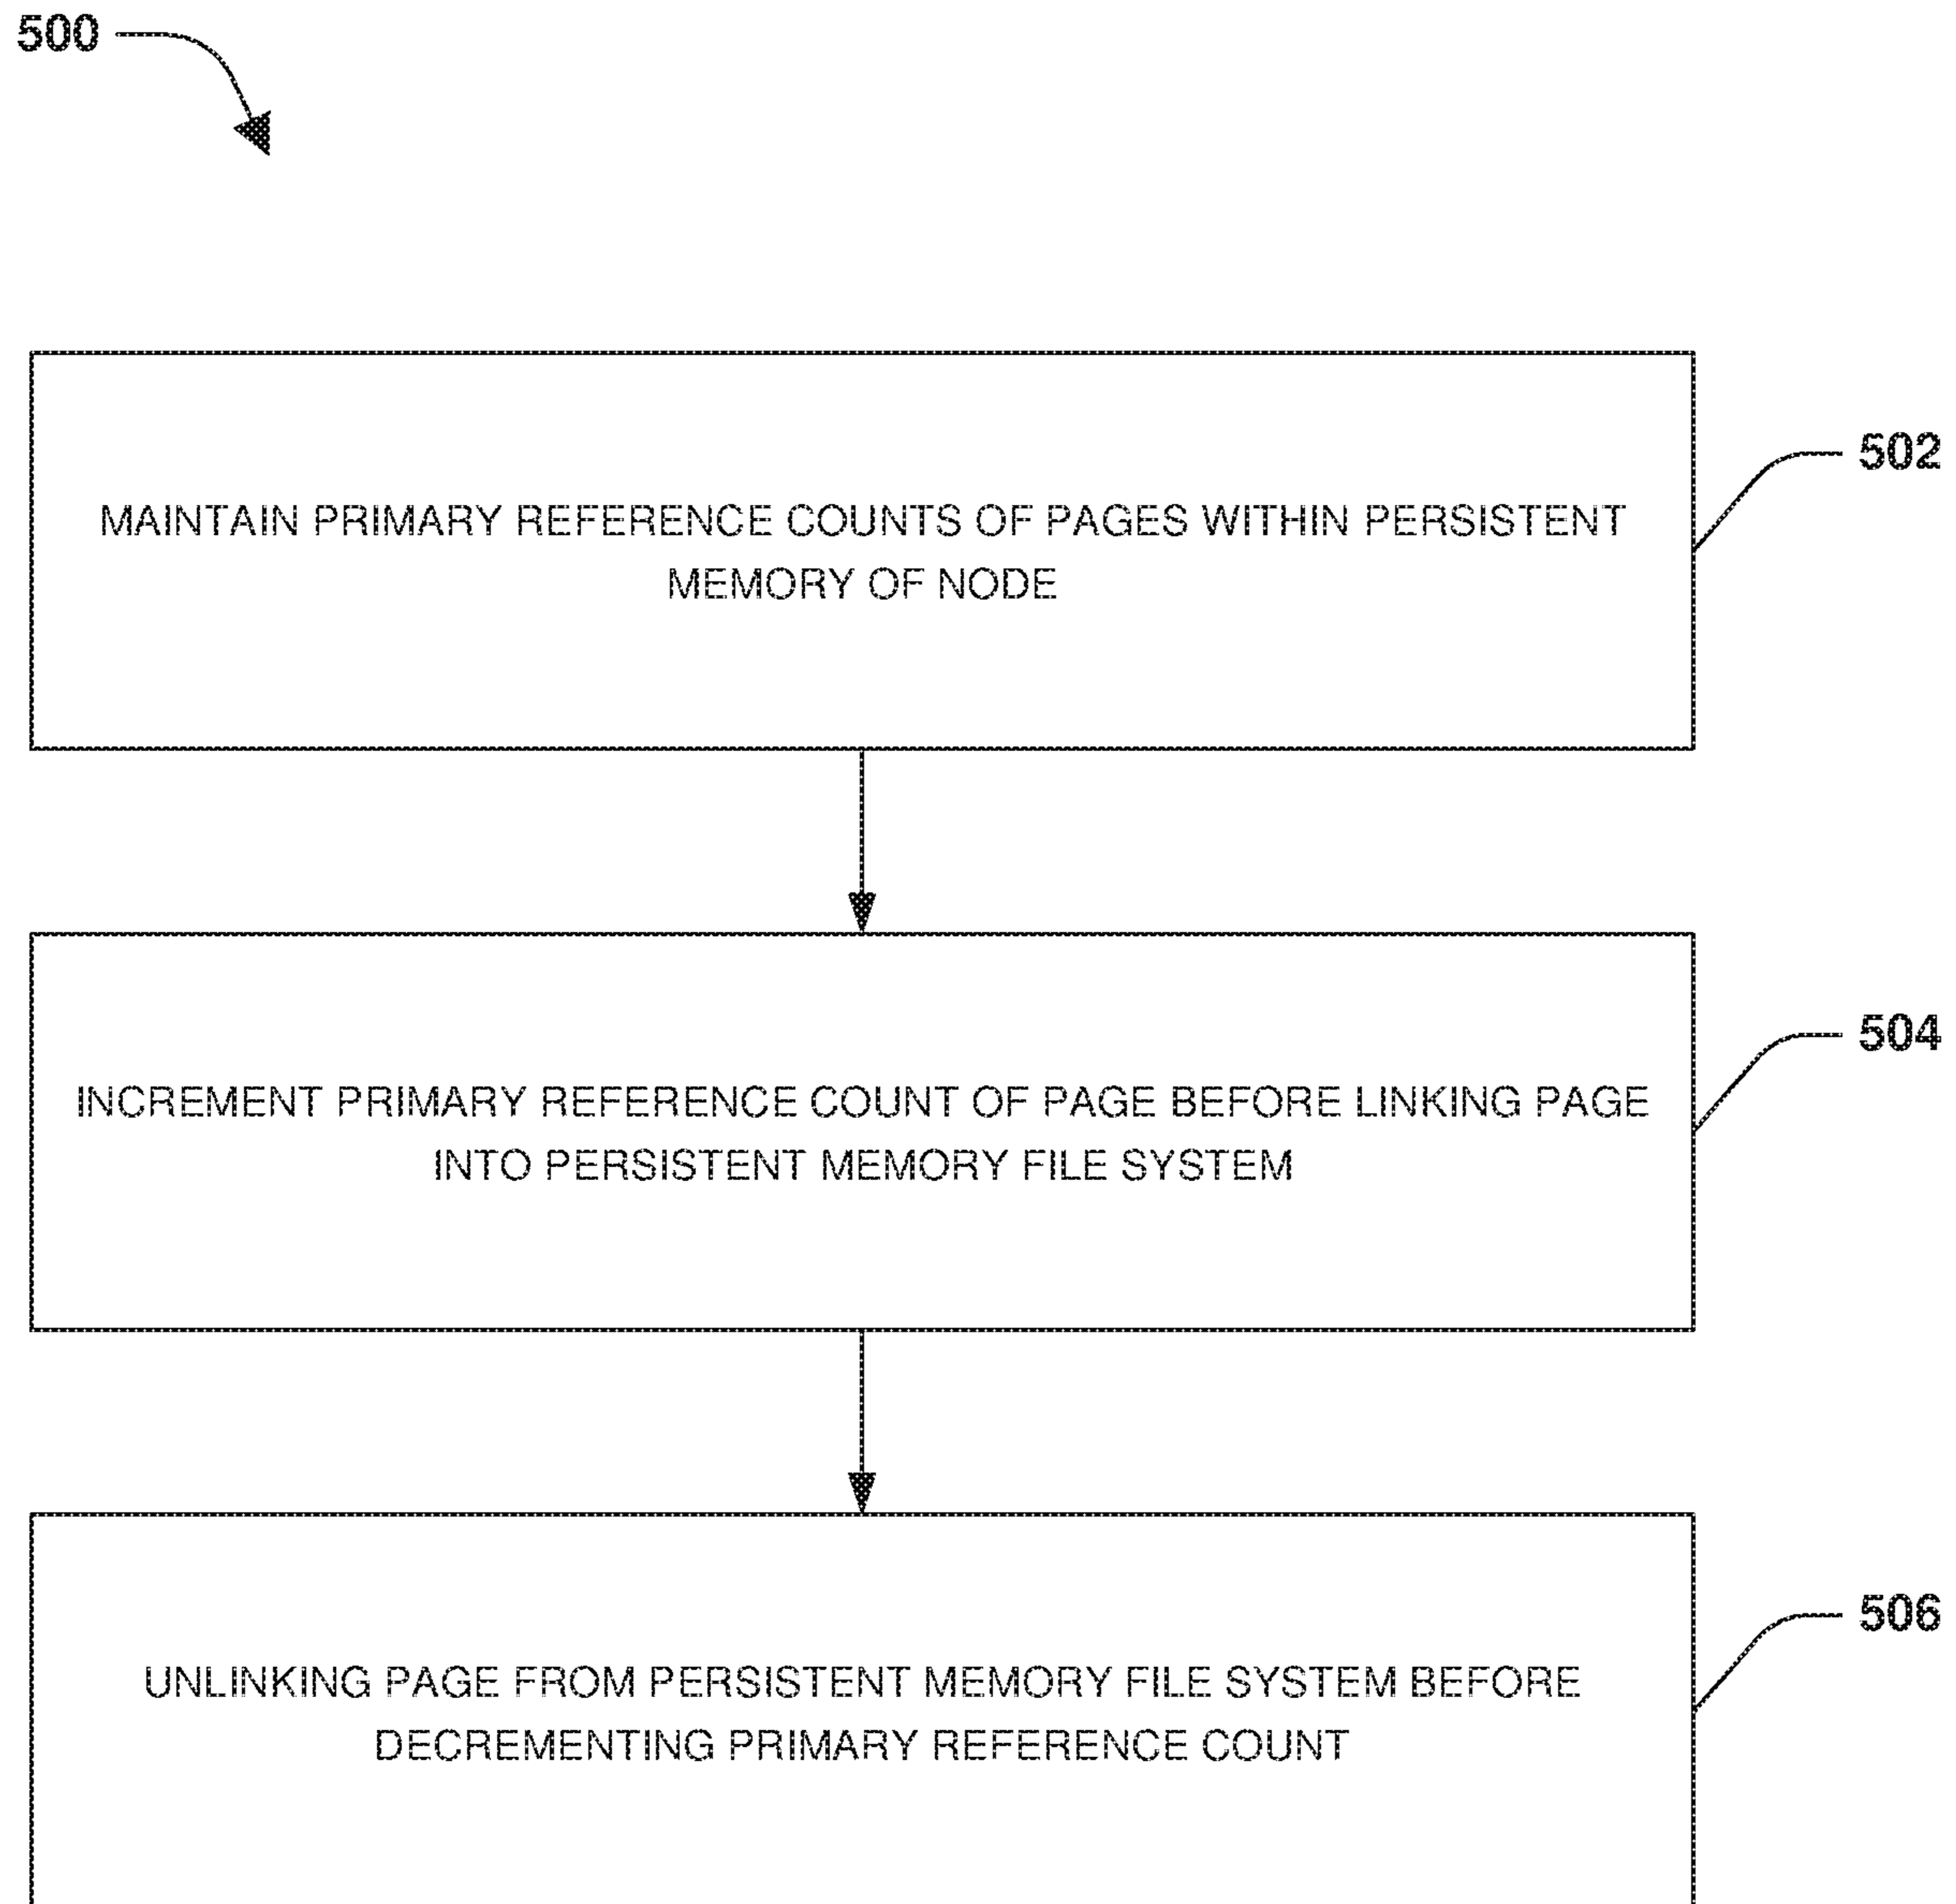 500
MAINTAIN PRIMARY REFERENCE COUNTS OF PAGES WITHIN PERSISTENT
MEMORY OF NODE
502
INCREMENT PRIMARY REFERENCE COUNT OF PAGE BEFORE LINKING PAGE
INTO PERSISTENT MEMORY FILE SYSTEM
504
UNLINKING PAGE FROM PERSISTENT MEMORY FILE SYSTEM BEFORE
DECREMENTING PRIMARY REFERENCE COUNT
506